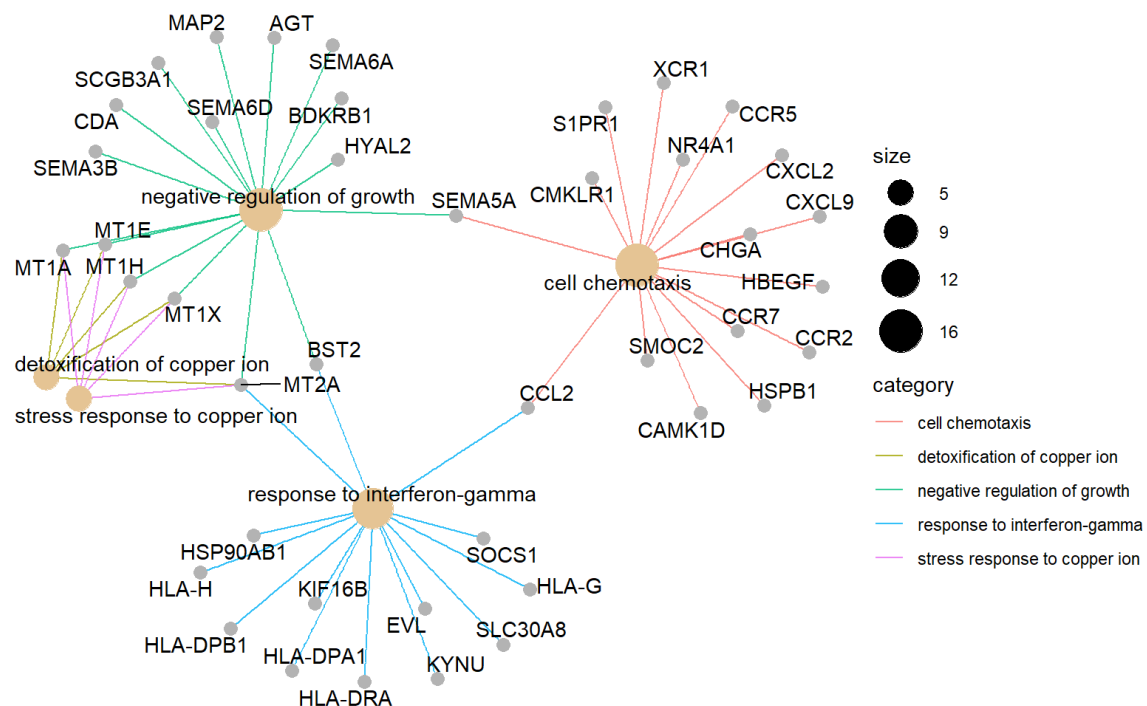 MAP2
AGT
SCGB3A1
SEMA6A
CDA
SEMA6D
BDKRB1
SEMA3B
HYAL2
negative regulation of growth
SEMA5A
MT1E
MT1A
MT1H
MT1X
detoxification of copper ion
BST2
MT2A
stress response to copper ion
XCR1
S1PR1
CCR5
NR4A1
CXCL2
CMKLR1
CXCL9
CHGA
cell chemotaxis
HBEGF
CCR7
CCR2
SMOC2
HSPB1
CCL2
CAMK1D
response to interferon-gamma
HSP90AB1
SOCS1
HLA-H
KIF16B
HLA-G
HLA-DPB1
EVL
SLC30A8
HLA-DPA1
KYNU
HLA-DRA
size
5
9
12
16
category
cell chemotaxis
detoxification of copper ion
negative regulation of growth
response to interferon-gamma
stress response to copper ion